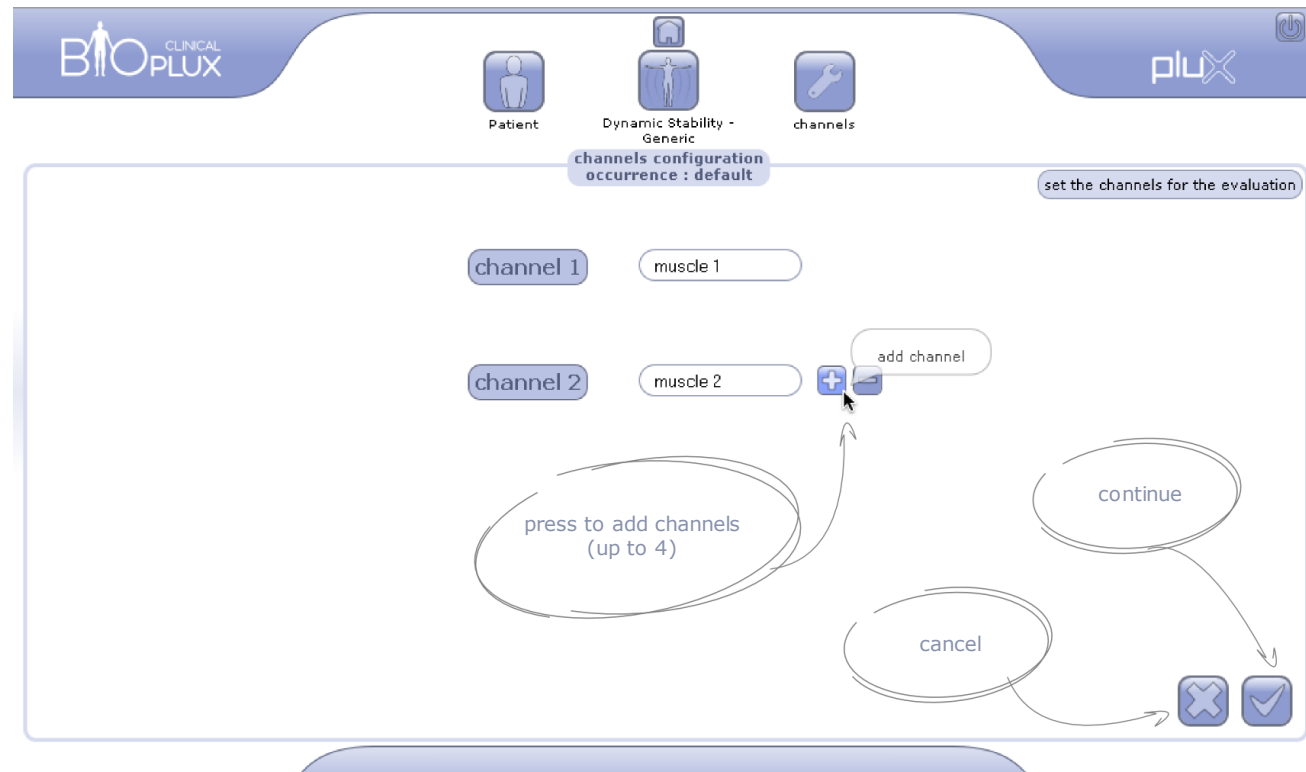 BIOPLUX CLINICAL
plux
Patient
Dynamic Stability -
Generic
channels
channels configuration
occurrence : default
set the channels for the evaluation
channel 1
muscle 1
add channel
channel 2
muscle 2
press to add channels
(up to 4)
continue
cancel